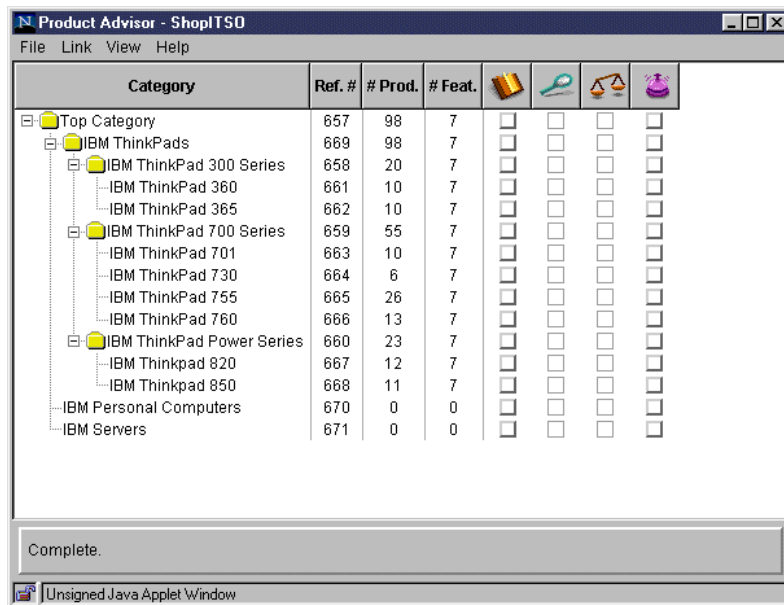 Product Advisor - ShopITSO
File Link View Help
Category Ref. # # Prod. # Feat.
Top Category 657 98 7
IBM ThinkPads 669 98 7
IBM ThinkPad 300 Series 658 20 7
IBM ThinkPad 360 661 10 7
IBM ThinkPad 365 662 10 7
IBM ThinkPad 700 Series 659 55 7
IBM ThinkPad 701 663 10 7
IBM ThinkPad 730 664 6 7
IBM ThinkPad 755 665 26 7
IBM ThinkPad 760 666 13 7
IBM ThinkPad Power Series 660 23 7
IBM Thinkpad 820 667 12 7
IBM Thinkpad 850 668 11 7
IBM Personal Computers 670 0 0
IBM Servers 671 0 0
Complete.
Unsigned Java Applet Window